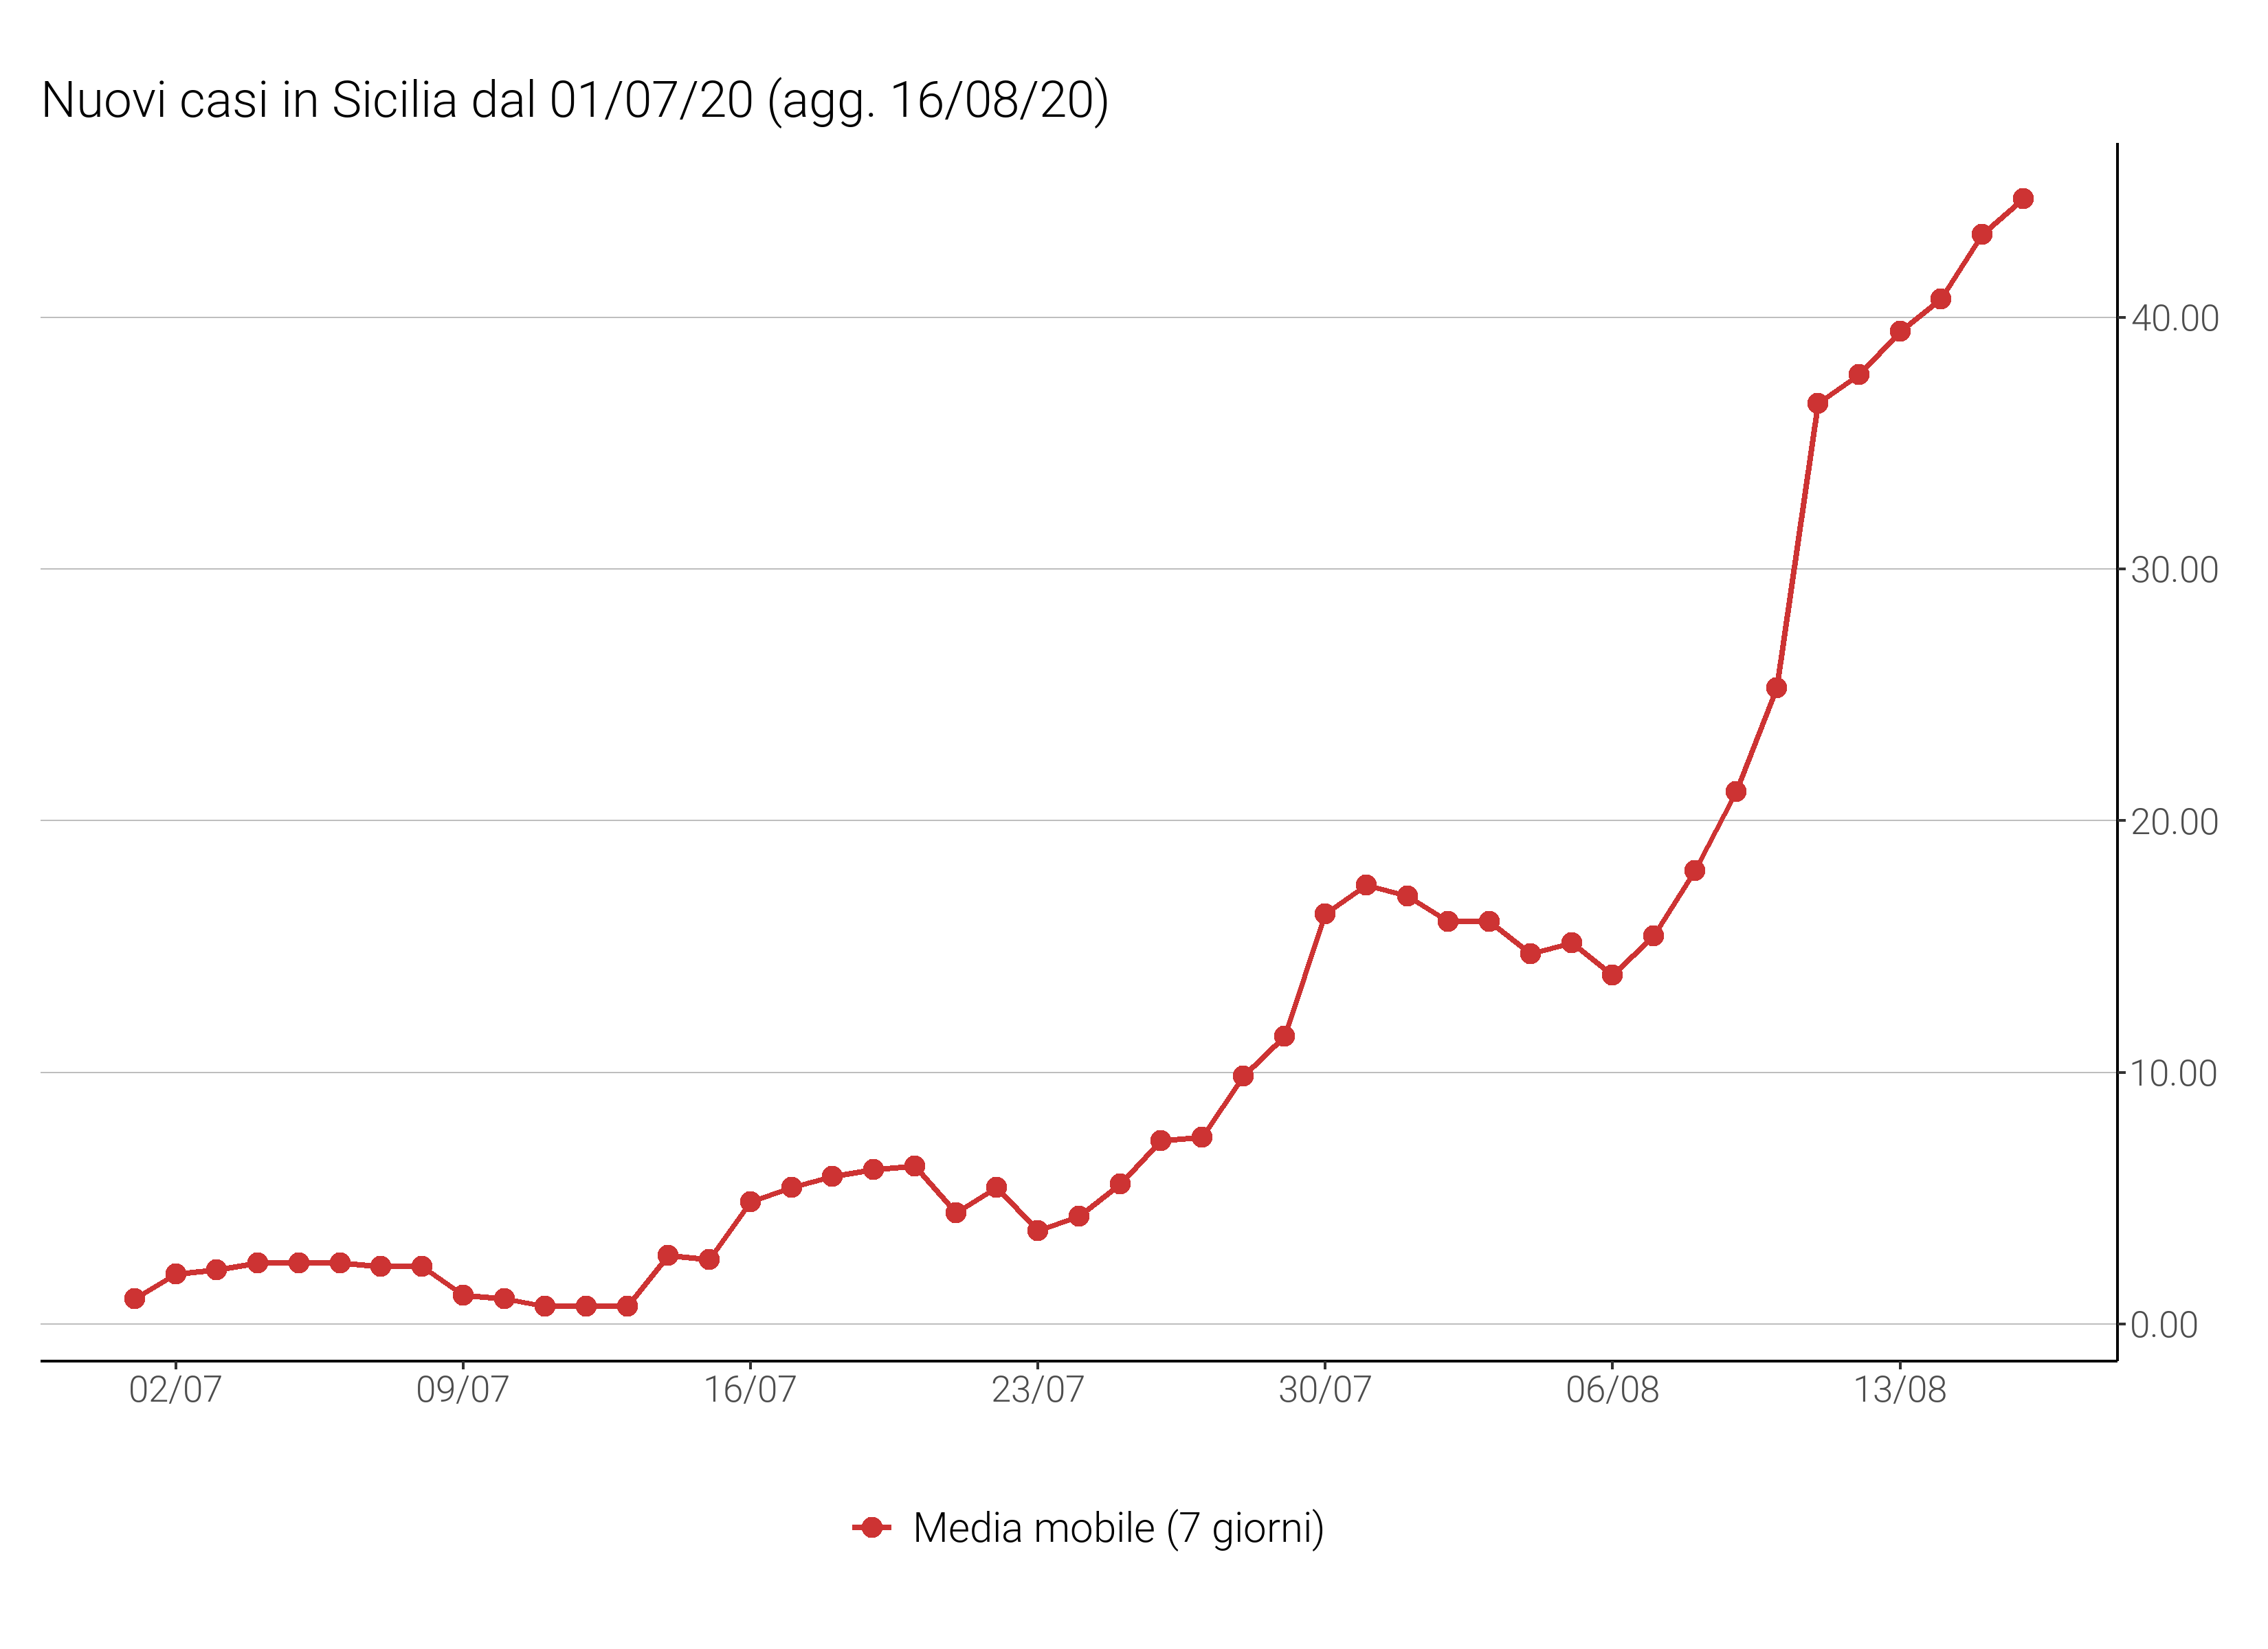 Nuovi casi in Sicilia dal 01/07/20 (agg. 16/08/20)
40.00
30.00
20.00
10.00
0.00
02/07 09/07 16/07 23/07 30/07 06/08 13/08
Media mobile (7 giorni)